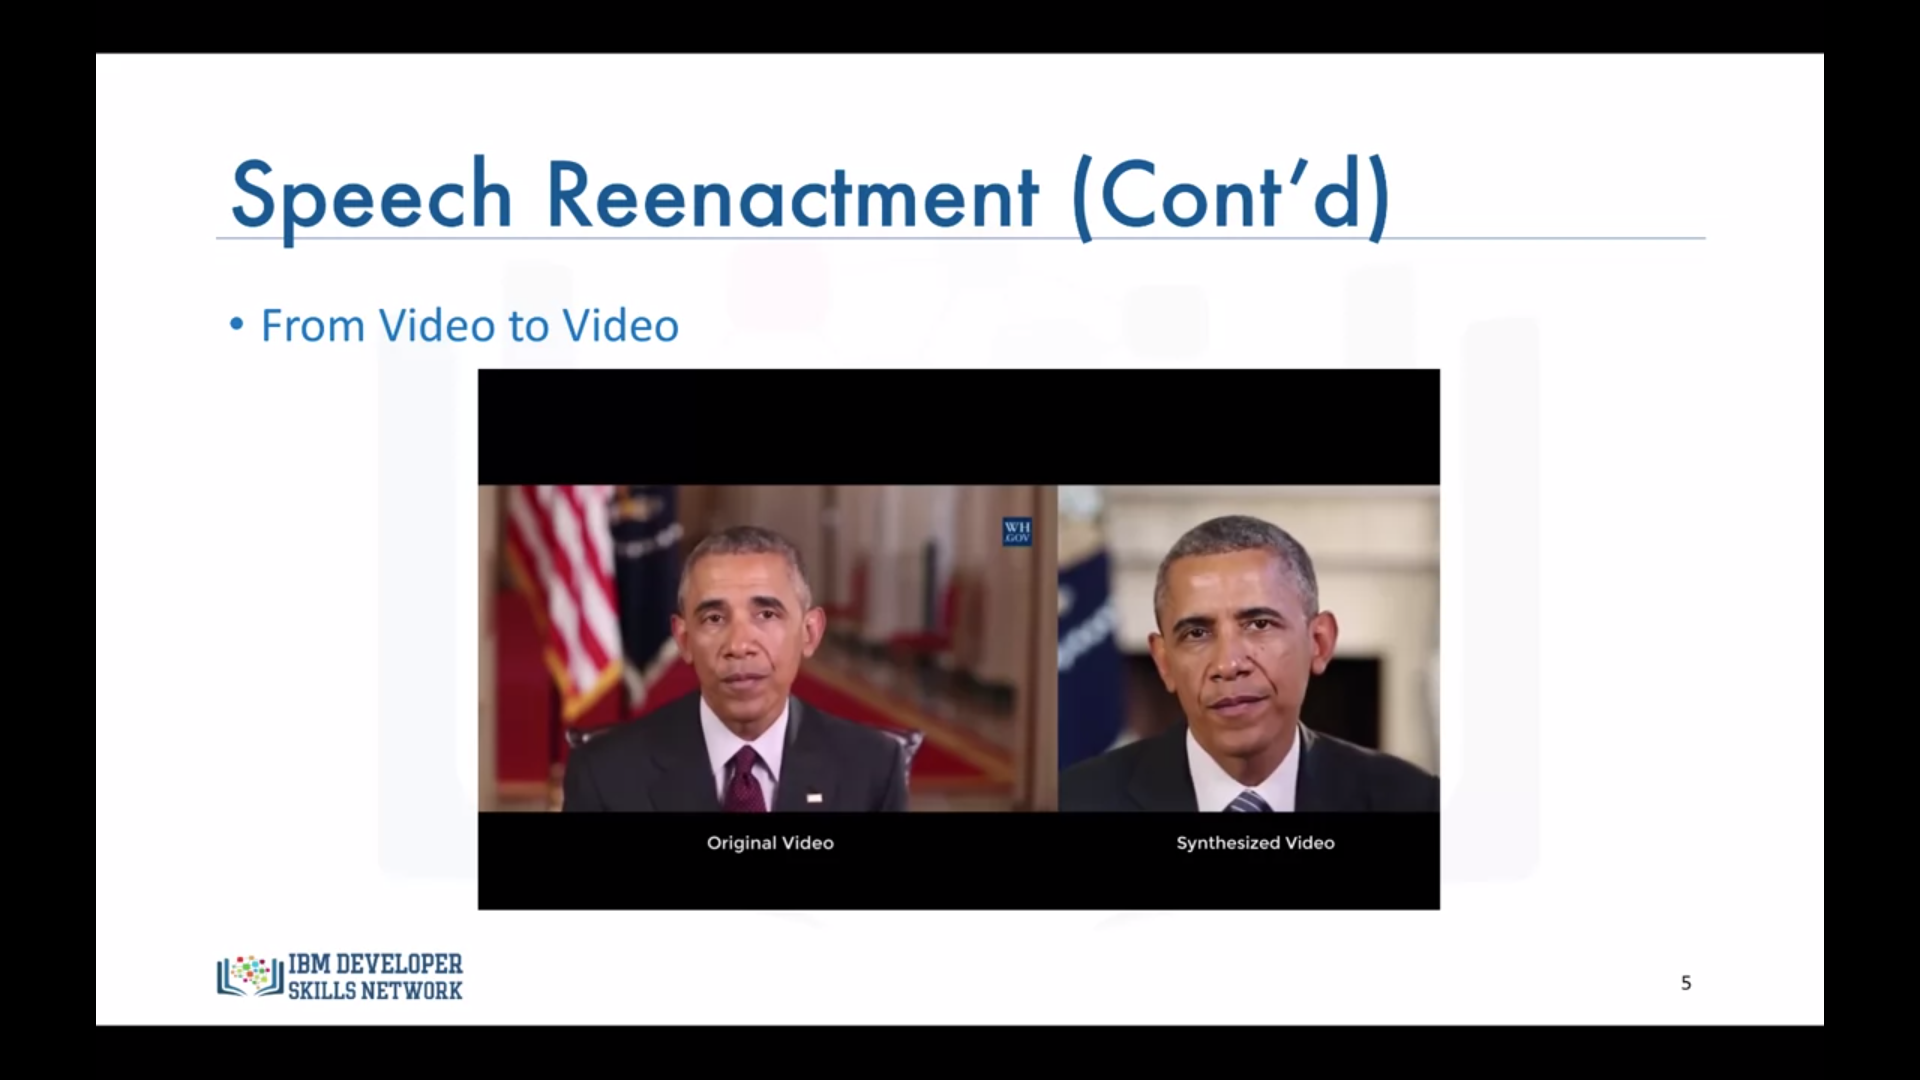 Speech Reenactment (Cont’d)
• From Video to Video
WH
.GOV
Original Video
Synthesized Video
IBM DEVELOPER
SKILLS NETWORK
5